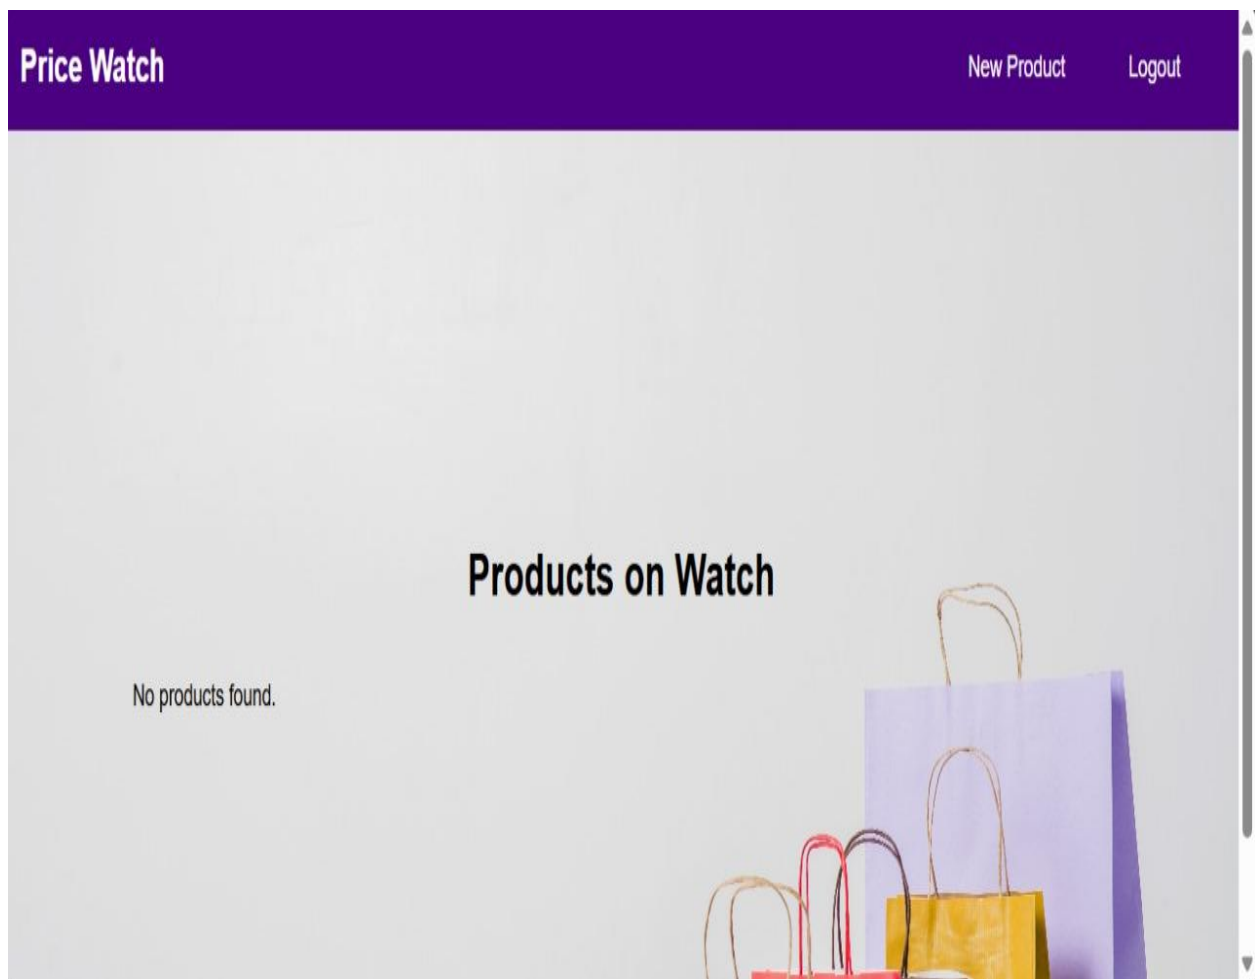 Price Watch
New Product
Logout
Products on Watch
No products found.